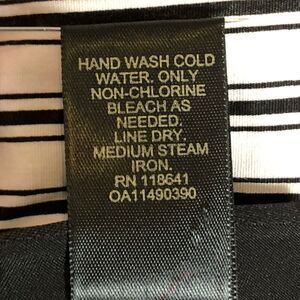 HAND WASH COLD
WATER. ONLY
NON-CHLORINE
BLEACH AS
NEEDED.
LINE DRY.
MEDIUM STEAM
IRON.
RN 118641
OA11490390